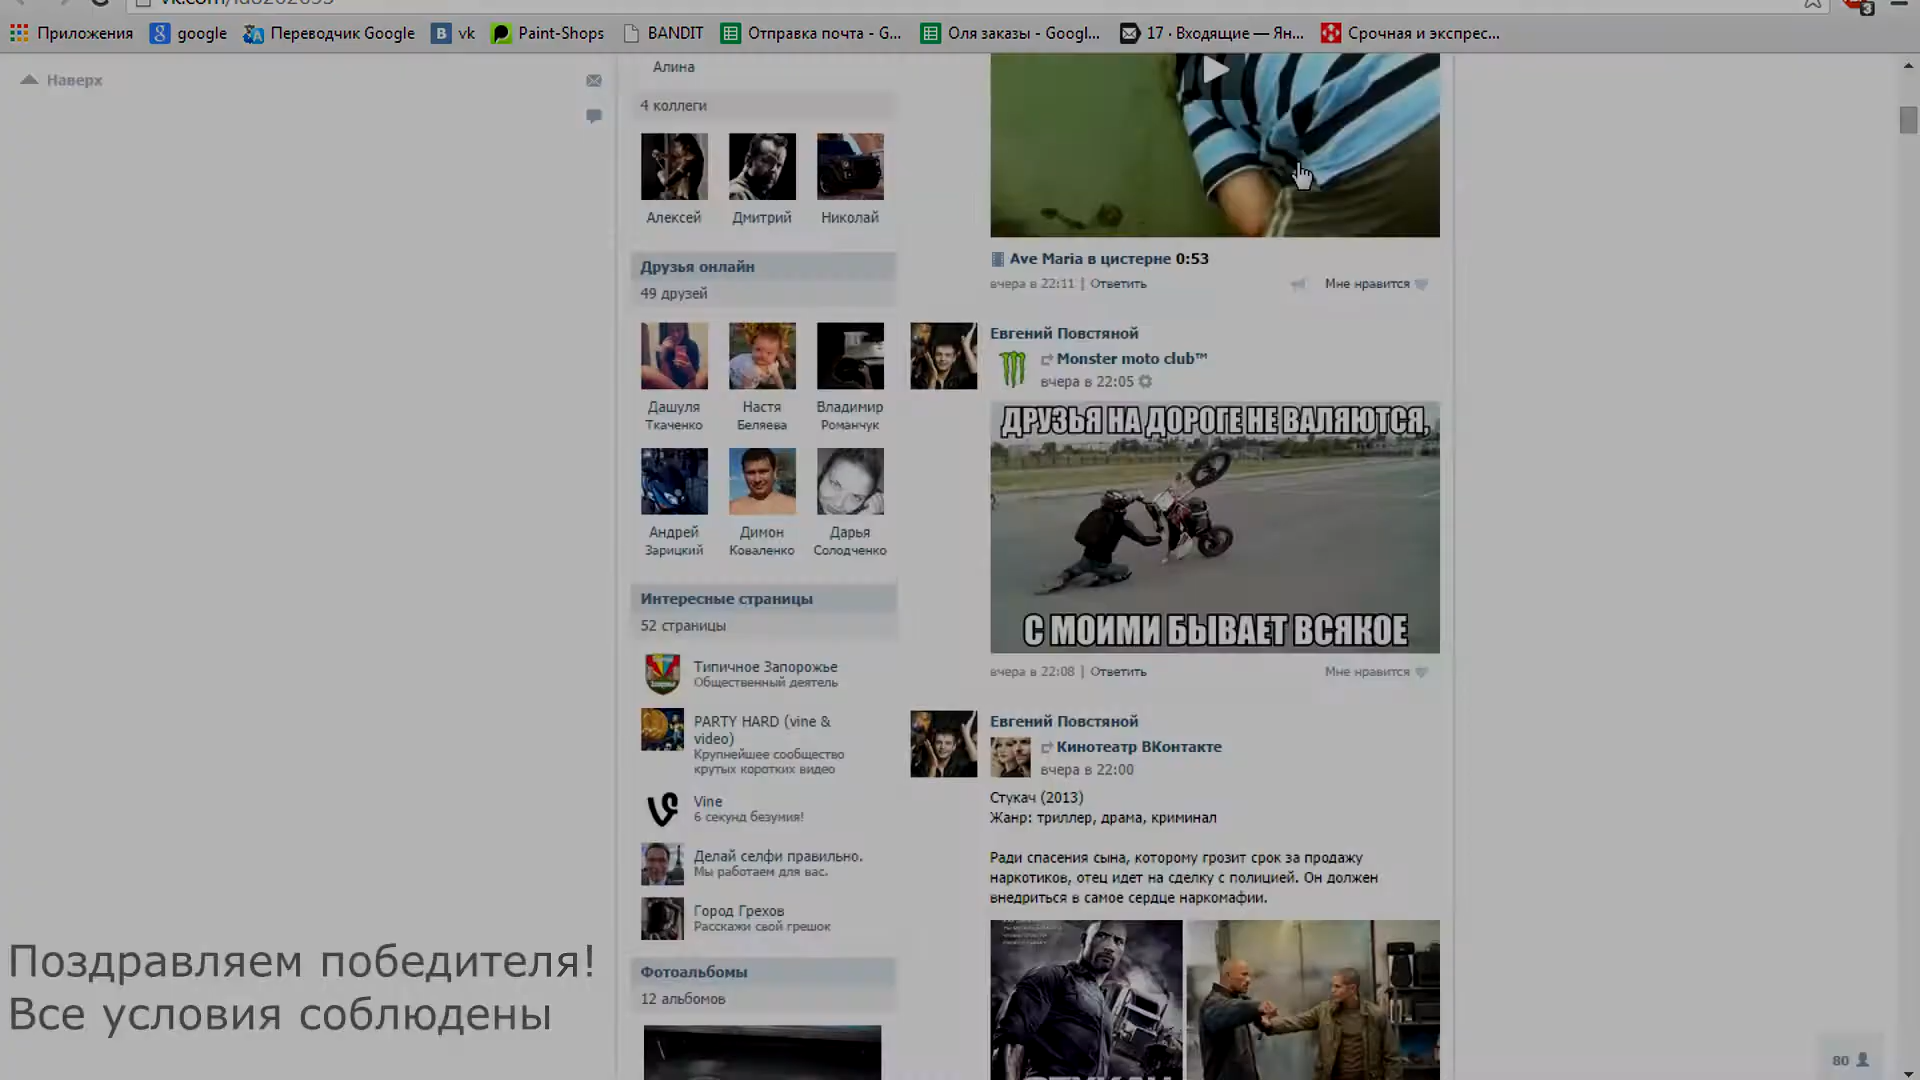 Приложения
google
Переводчик Google
vk
Paint-Shops
BANDIT
Отправка почта - G...
Оля заказы - Googl...
17 · Входящие — Ян...
Срочная и экспрес...
3
Наверх
Алина
4 коллеги
Алексей
Дмитрий
Николай
Друзья онлайн
49 друзей
Дашуля
Ткаченко
Настя
Беляева
Владимир
Романчук
Андрей
Зарицкий
Димон
Коваленко
Дарья
Солодченко
Интересные страницы
52 страницы
Типичное Запорожье
Общественный деятель
PARTY HARD (vine &
video)
Крупнейшее сообщество
крутых коротких видео
Vine
6 секунд безумия!
Делай селфи правильно.
Мы работаем для вас.
Город Грехов
Расскажи свой грешок
Фотоальбомы
12 альбомов
Ave Maria в цистерне 0:53
вчера в 22:11 | Ответить
Мне нравится
Евгений Повстяной
Monster moto club™
вчера в 22:05
ДРУЗЬЯ НА ДОРОГЕ НЕ ВАЛЯЮТСЯ,
С МОИМИ БЫВАЕТ ВСЯКОЕ
вчера в 22:08 | Ответить
Мне нравится
Евгений Повстяной
Кинотеатр ВКонтакте
вчера в 22:00
Стукач (2013)
Жанр: триллер, драма, криминал
Ради спасения сына, которому грозит срок за продажу
наркотиков, отец идет на сделку с полицией. Он должен
внедриться в самое сердце наркомафии.
Поздравляем победителя!
Все условия соблюдены
80